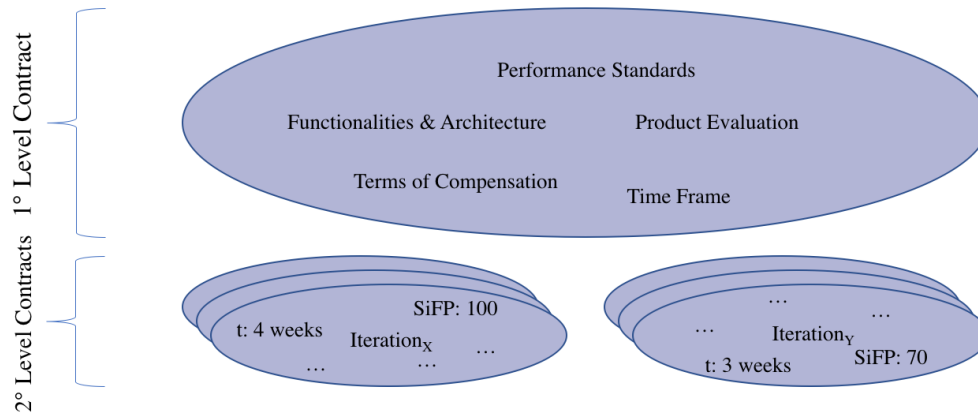 1° Level Contract
Performance Standards
Functionalities & Architecture
Product Evaluation
Terms of Compensation
Time Frame
2° Level Contracts
SiFP: 100
t: 4 weeks
IterationX
…
…
…
…
…
…
IterationY
SiFP: 70
t: 3 weeks